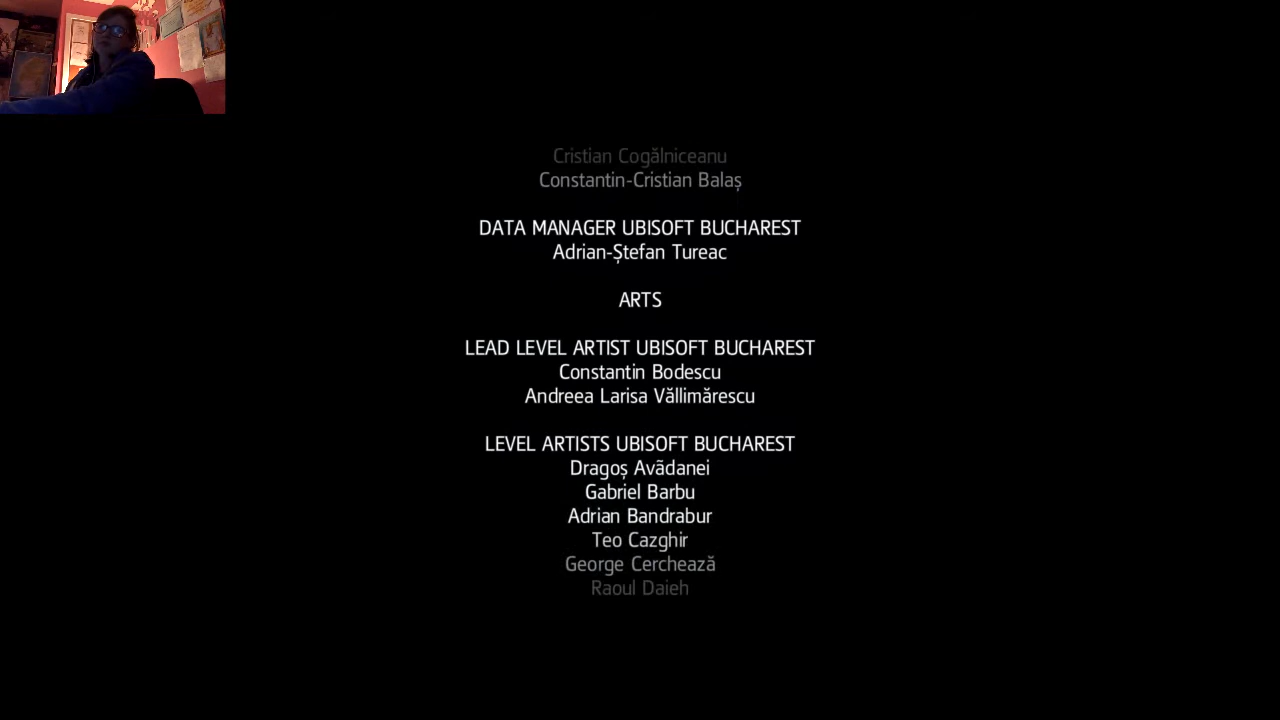 Cristian Cogălniceanu
Constantin-Cristian Balaș
DATA MANAGER UBISOFT BUCHAREST
Adrian-Ștefan Tureac
ARTS
LEAD LEVEL ARTIST UBISOFT BUCHAREST
Constantin Bodescu
Andreea Larisa Văllimărescu
LEVEL ARTISTS UBISOFT BUCHAREST
Dragoș Avãdanei
Gabriel Barbu
Adrian Bandrabur
Teo Cazghir
George Cerchează
Raoul Daieh